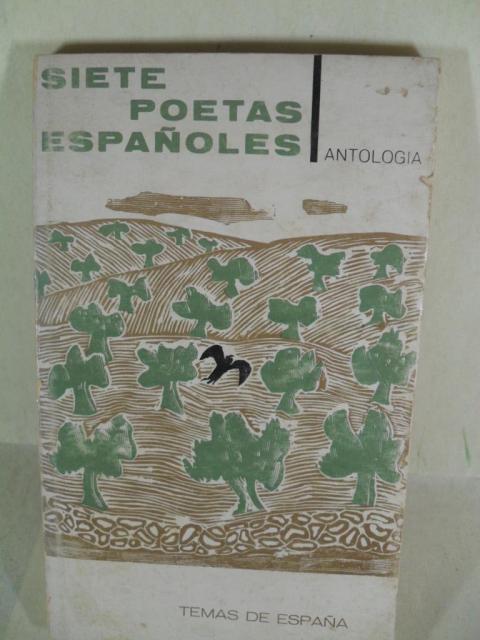 SIETE
POETAS
ESPAÑOLES
ANTOLOGIA
TEMAS DE ESPAÑA